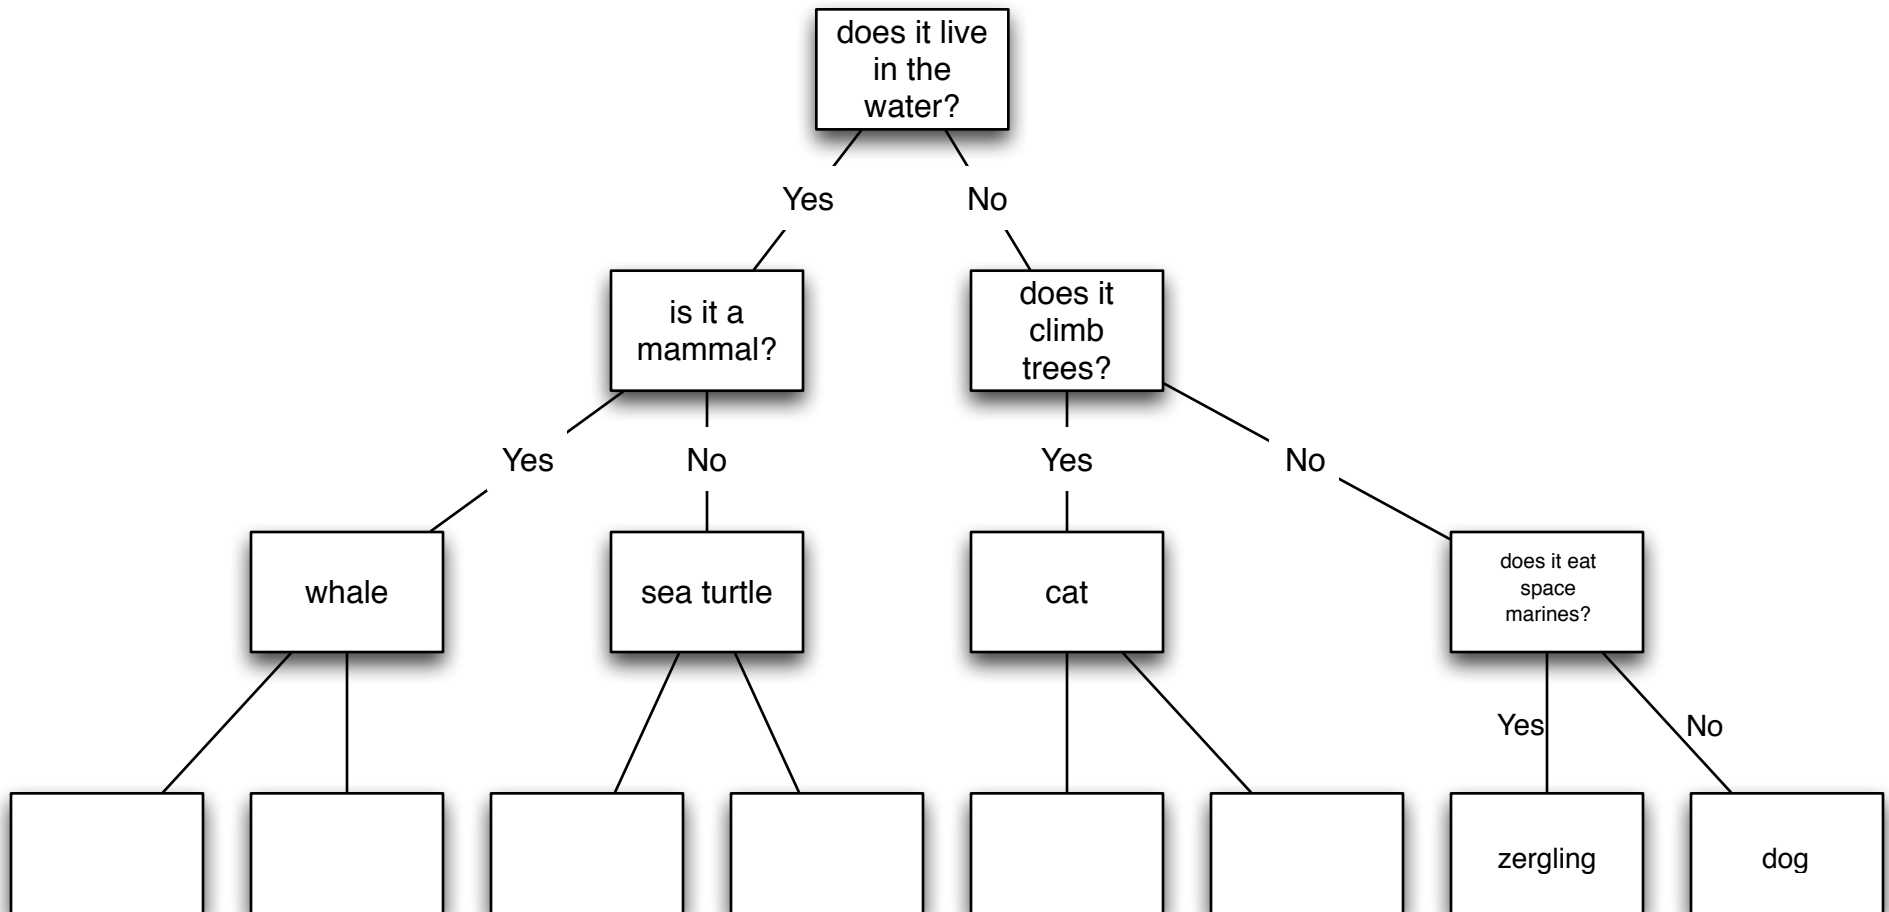 does it live
in the
water?
Yes
No
is it a
mammal?
does it
climb
trees?
Yes
No
Yes
No
whale
sea turtle
cat
does it eat
space
marines?
Yes
No
zergling
dog